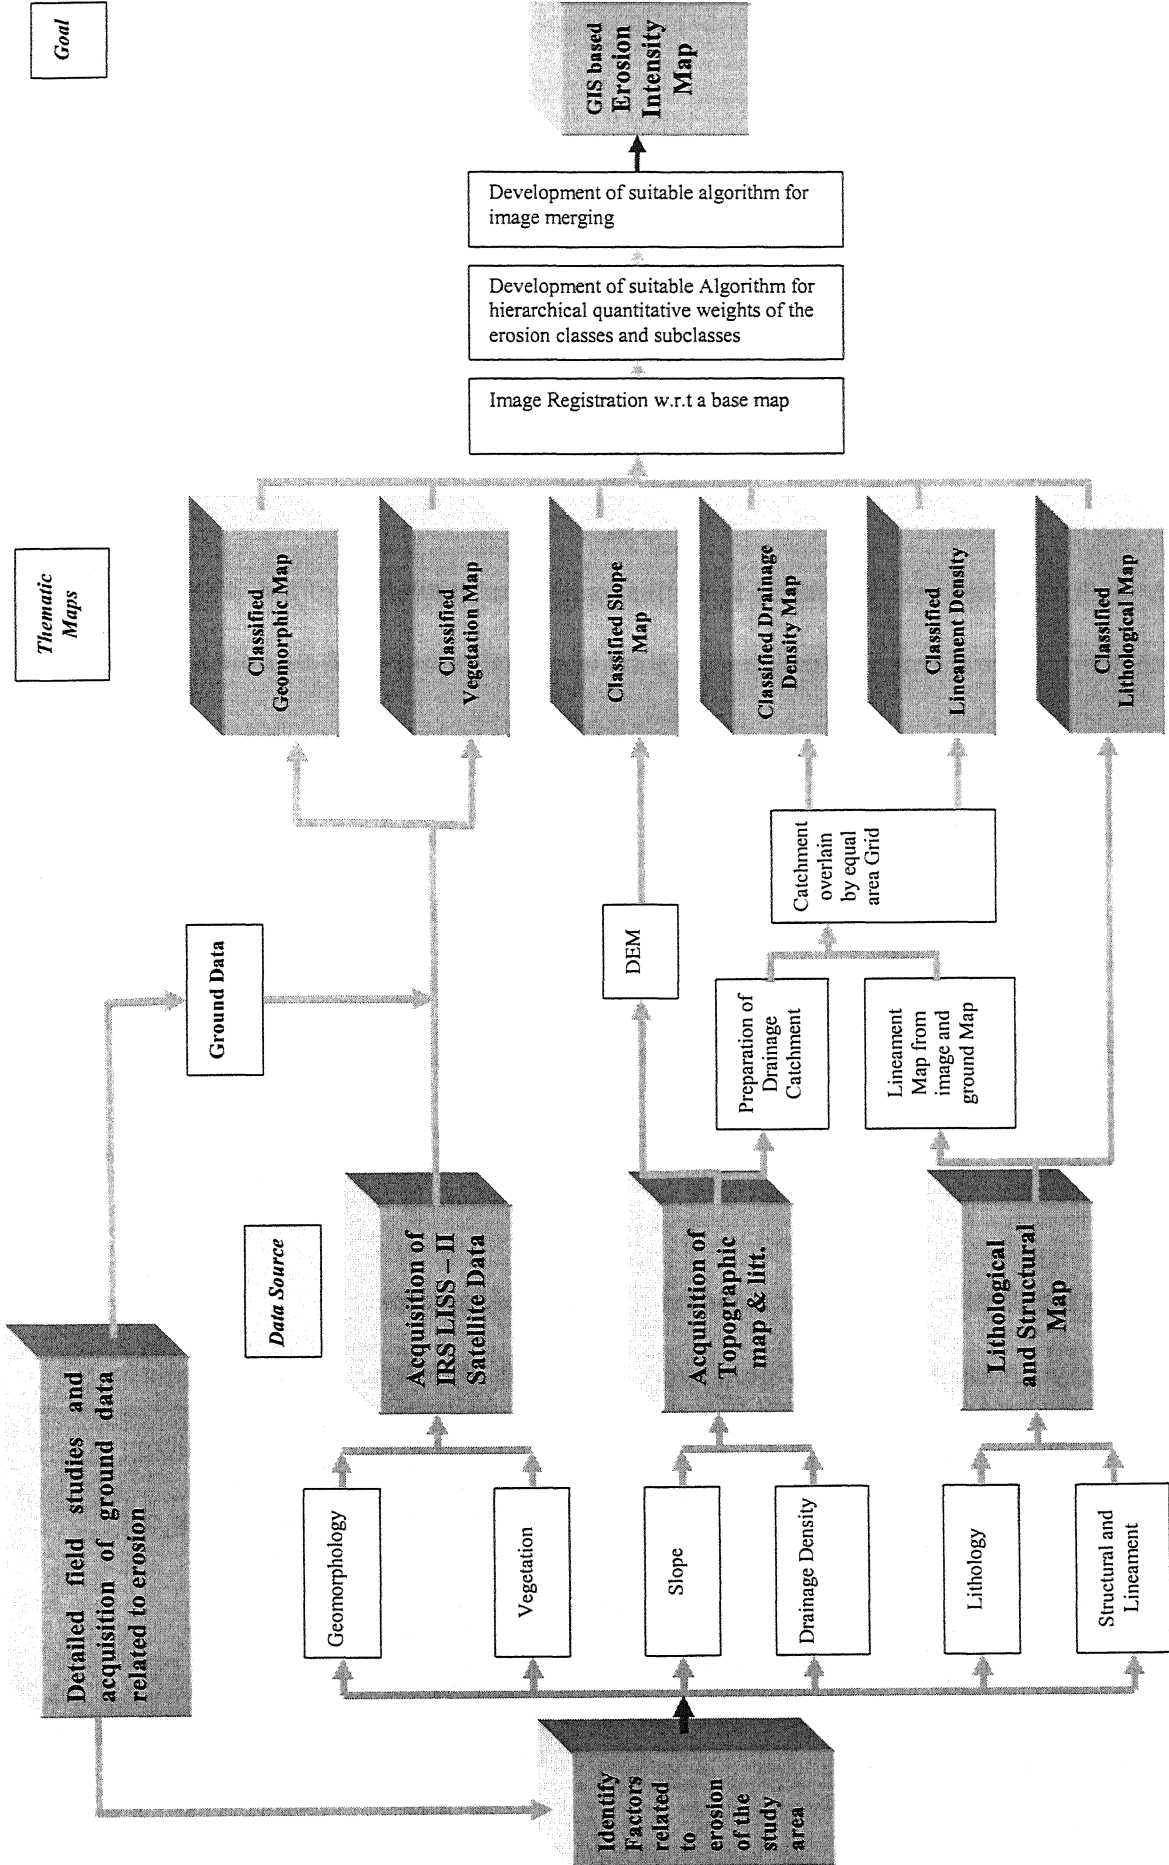 Detailed field studies and
acquisition of ground data
related to erosion
Identify
Factors
related
to
erosion
of the
study
area
Geomorphology
Vegetation
Slope
Drainage Density
Lithology
Structural and
Lineament
Data Source
Acquisition of
IRS LISS – II
Satellite Data
Acquisition of
Topographic
map & litt.
Lithological
and Structural
Map
Ground Data
DEM
Preparation of
Drainage
Catchment
Lineament
Map from
image and
ground Map
Catchment
overlain
by equal
area Grid
Thematic
Maps
Classified
Geomorphic Map
Classified
Vegetation Map
Classified Slope
Map
Classified Drainage
Density Map
Classified
Lineament Density
Classified
Lithological Map
Image Registration w.r.t a base map
Development of suitable Algorithm for
hierarchical quantitative weights of the
erosion classes and subclasses
Development of suitable algorithm for
image merging
Goal
GIS based
Erosion
Intensity
Map